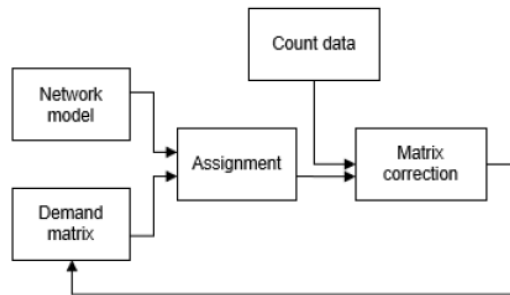 Count data
Network
model
Assignment
Matrix
correction
Demand
matrix